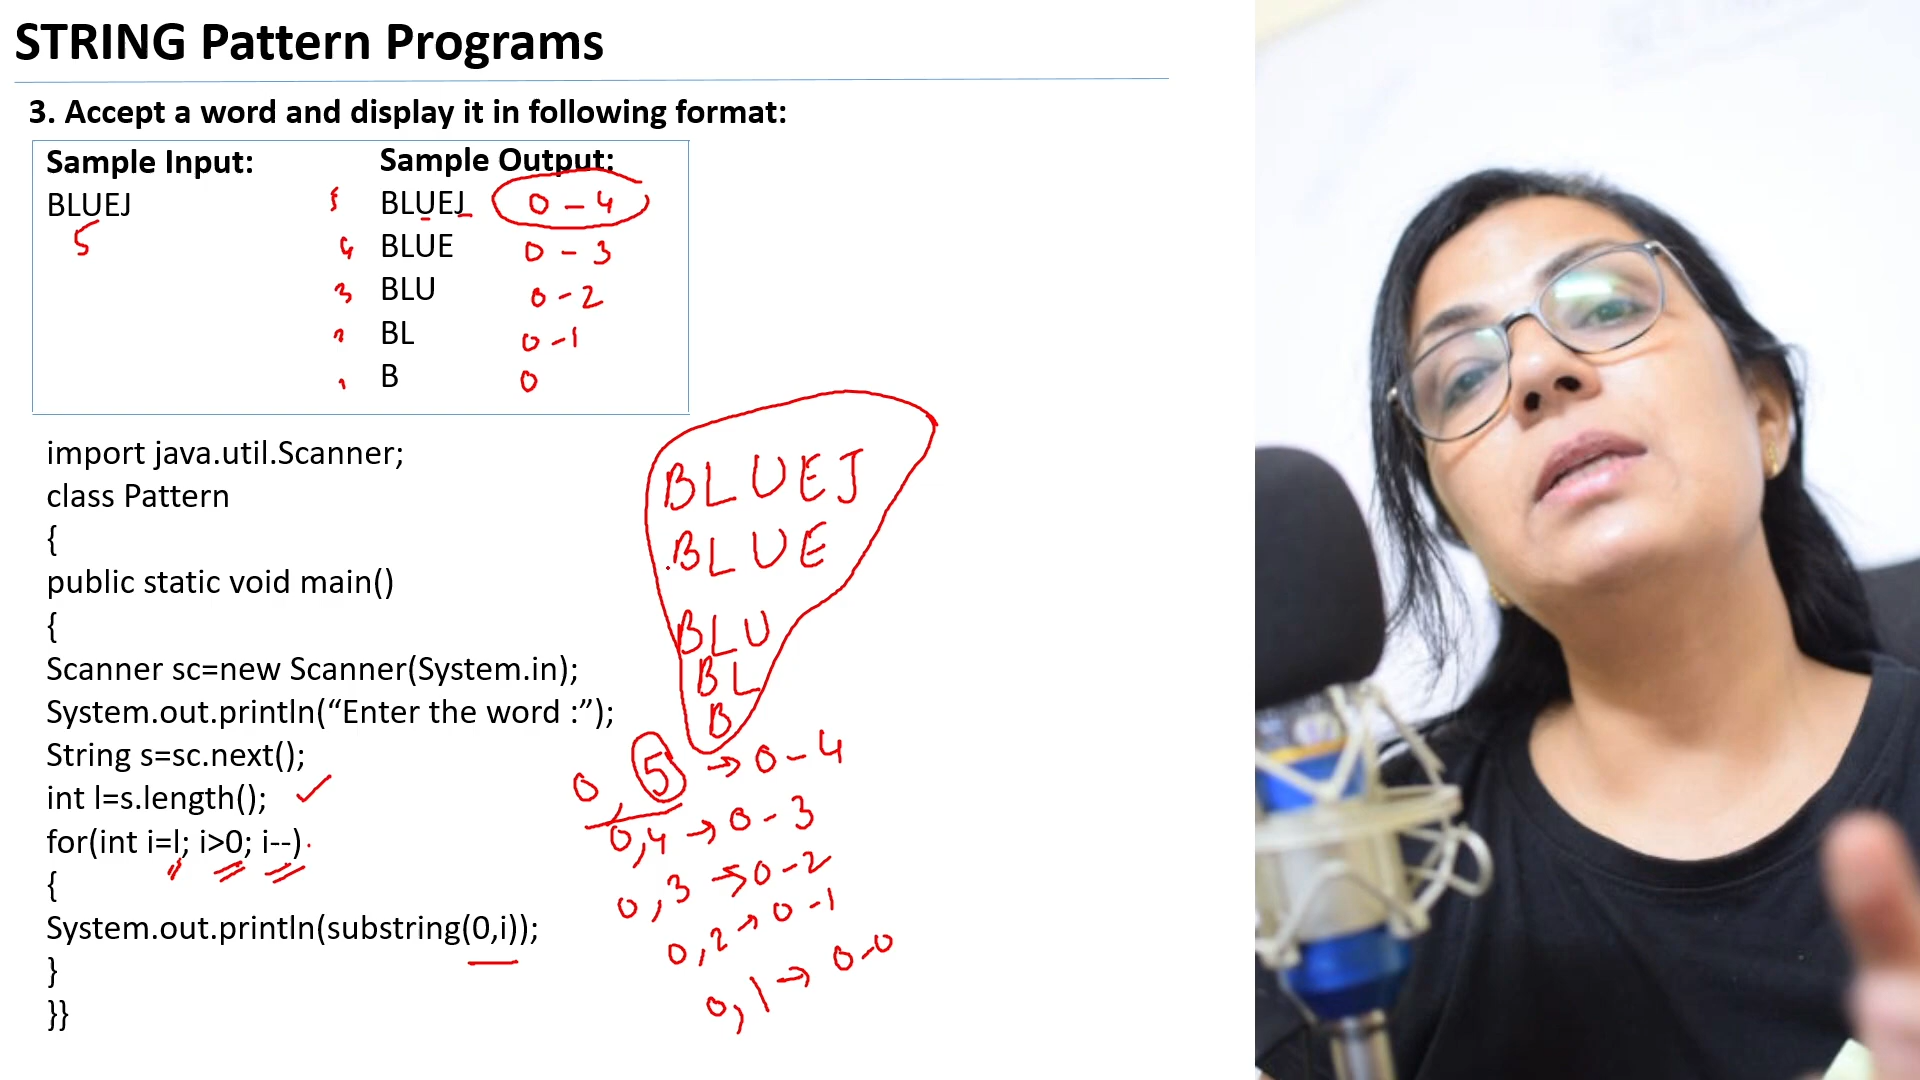 STRING Pattern Programs
3. Accept a word and display it in following format:
Sample Input: Sample Output:
BLUEJ 5 BLUEJ 0 - 4
5 4 BLUE 0 - 3
3 BLU 0 - 2
2 BL 0 - 1
1 B 0
import java.util.Scanner;
class Pattern
{
public static void main()
{
Scanner sc=new Scanner(System.in);
System.out.println(“Enter the word :”);
String s=sc.next();
int l=s.length();
for(int i=l; i>0; i--)
{
System.out.println(substring(0,i));
}
}}
BLUEJ
BLUE
BLU
BL
B
0, 5 → 0 - 4
0,4 → 0 - 3
0,3 → 0 - 2
0,2 → 0 - 1
0,1 → 0 - 0